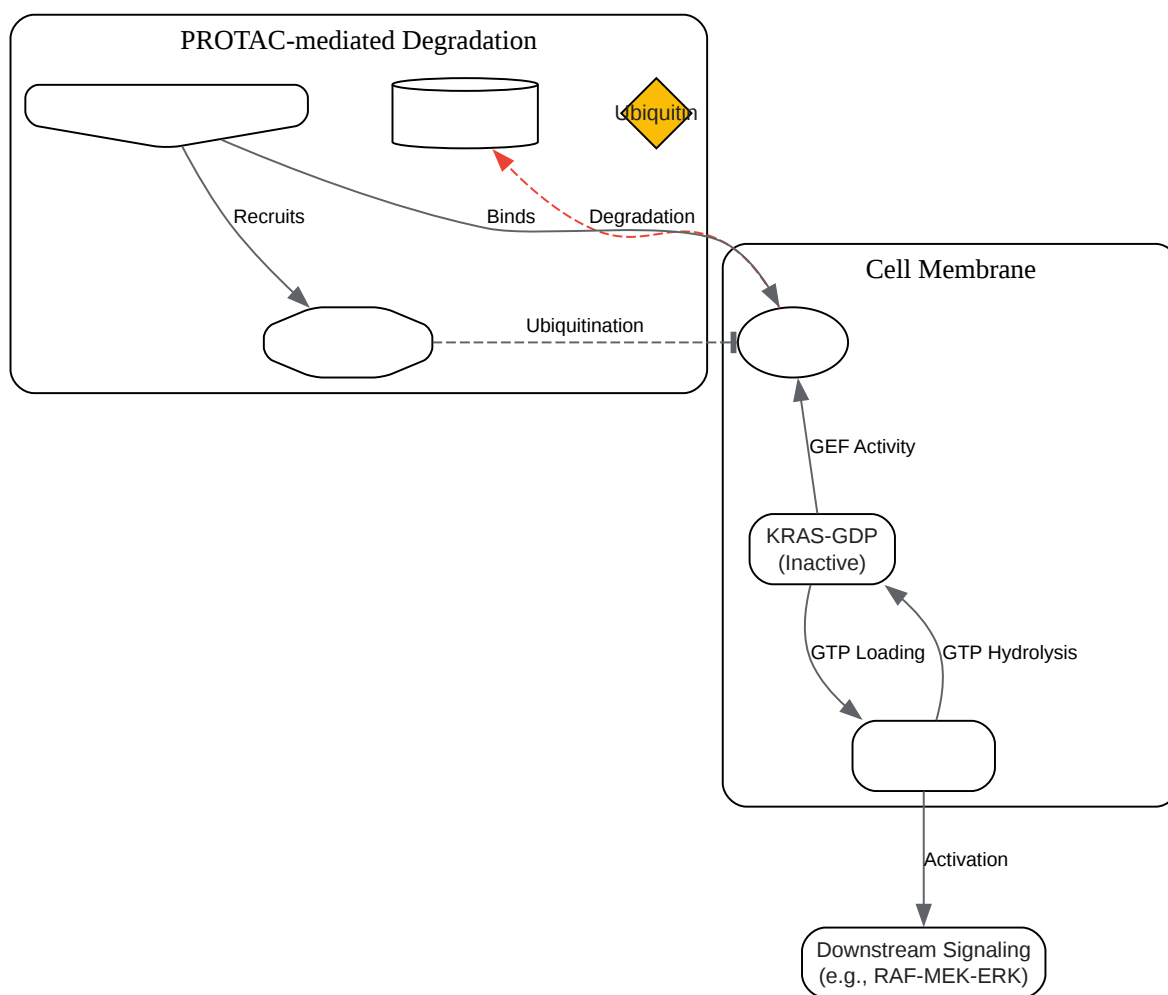 PROTAC-mediated Degradation
Ubiquitin
Recruits
Binds
Degradation
Cell Membrane
Ubiquitination
GEF Activity
KRAS-GDP
(Inactive)
GTP Loading
GTP Hydrolysis
Activation
Downstream Signaling
(e.g., RAF-MEK-ERK)